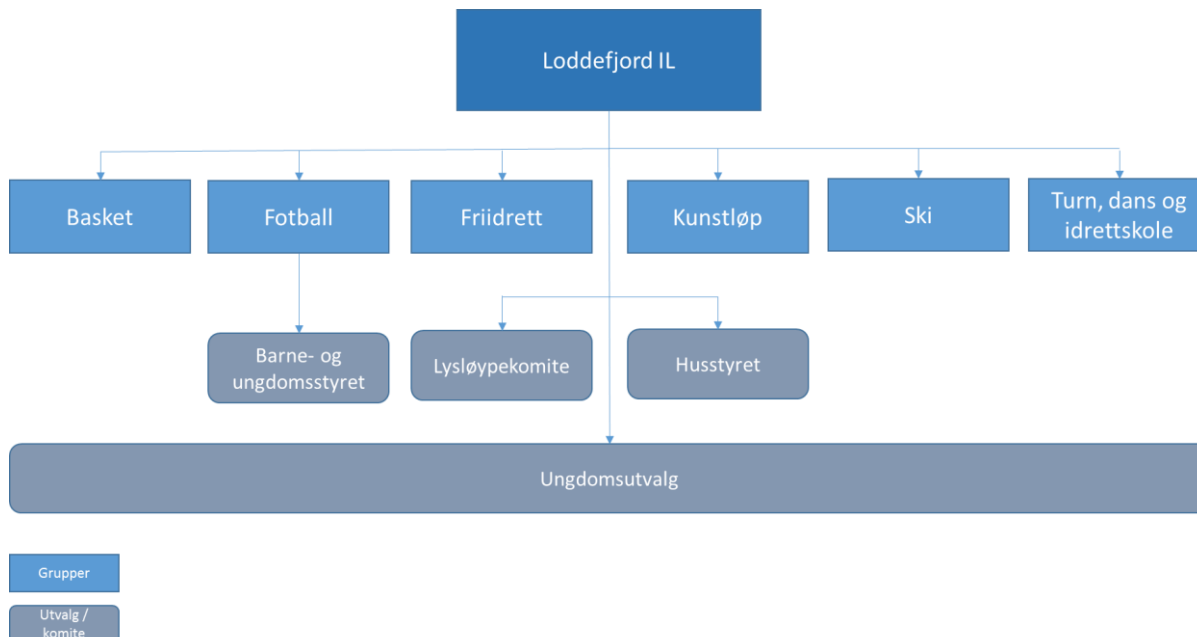 Loddefjord IL
Basket
Fotball
Friidrett
Kunstløp
Ski
Turn, dans og
idrettskole
Barne- og
ungdomsstyret
Lysløypekomite
Husstyret
Ungdomsutvalg
Grupper
Utvalg /
komite